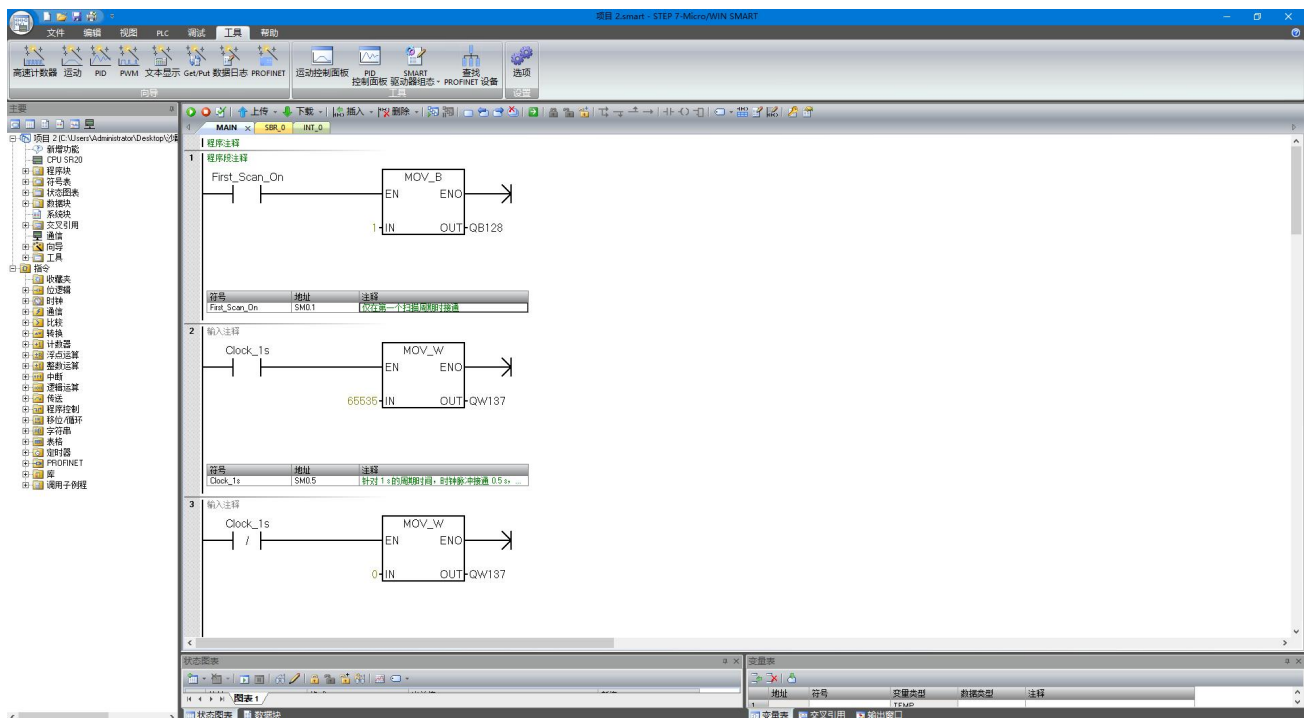 项目 2.smart - STEP 7-Micro/WIN SMART
文件 编辑 视图 PLC 调试 工具 帮助
高速计数器 运动 PID PWM 文本显示 Get/Put 数据日志 PROFINET 运动控制面板 PID 控制面板 SMART 驱动器组态 查找 PROFINET 设备 选项
向导 工具 设置
主要
上传 下载 插入 删除
MAIN SBR_0 INT_0
项目 2 (C:\Users\Administrator\Desktop\
新增功能
CPU SR20
程序块
符号表
状态图表
数据块
系统块
交叉引用
通信
向导
工具
指令
收藏夹
位逻辑
时钟
通信
比较
转换
计数器
浮点运算
整数运算
中断
逻辑运算
传送
程序控制
移位/循环
字符串
表格
定时器
PROFINET
库
调用子例程
程序注释
1 程序段注释
First_Scan_On MOV_B
EN ENO
1 IN OUT QB128
符号 地址 注释
First_Scan_On SM0.1 仅在第一个扫描周期时接通
2 输入注释
Clock_1s MOV_W
EN ENO
65535 IN OUT QW137
符号 地址 注释
Clock_1s SM0.5 针对 1 s 的周期时间，时钟脉冲接通 0.5 s，...
3 输入注释
Clock_1s MOV_W
/ EN ENO
0 IN OUT QW137
状态图表
图表 1
状态图表 数据块
变量表
地址 符号 变量类型 数据类型 注释
1 TEMP
变量表 交叉引用 输出窗口